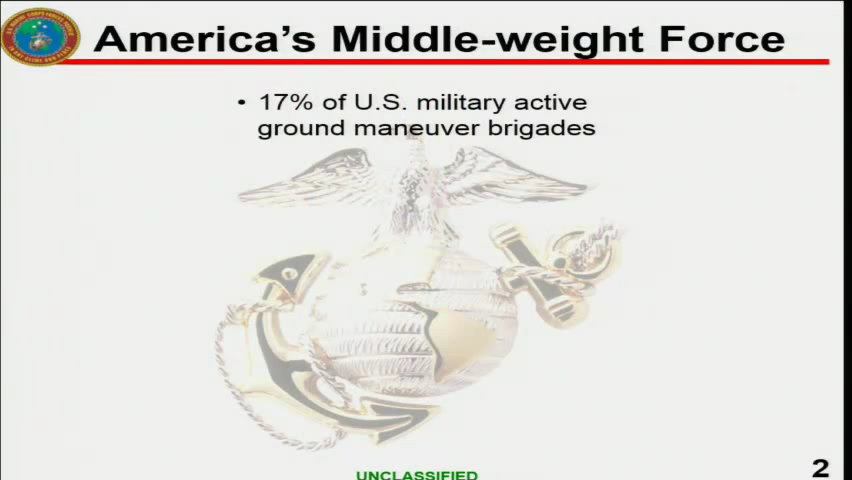 America's Middle-weight Force
• 17% of U.S. military active
ground maneuver brigades
UNCLASSIFIED
2